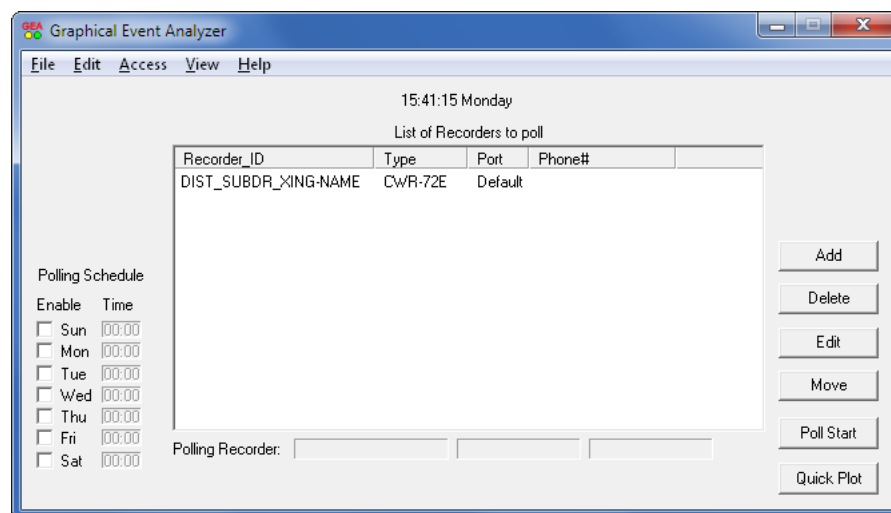 GEA Graphical Event Analyzer
File Edit Access View Help
15:41:15 Monday
List of Recorders to poll
Recorder_ID Type Port Phone#
DIST_SUBDR_XING-NAME CWR-72E Default
Polling Schedule
Enable Time
Sun 00:00
Mon 00:00
Tue 00:00
Wed 00:00
Thu 00:00
Fri 00:00
Sat 00:00
Polling Recorder:
Add
Delete
Edit
Move
Poll Start
Quick Plot